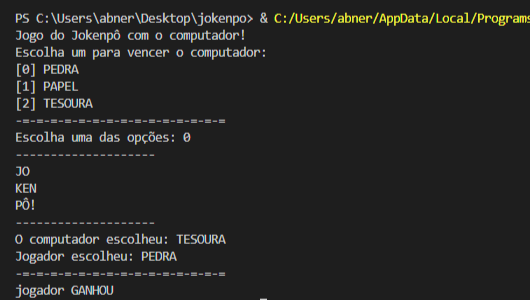 PS C:\Users\abner\Desktop\jokenpo> & C:/Users/abner/AppData/Local/Programs
Jogo do Jokenpô com o computador!
Escolha um para vencer o computador:
[0] PEDRA
[1] PAPEL
[2] TESOURA
-=-=-=-=-=-=-=-=-=-=-=-=-=-=
Escolha uma das opções: 0
--------------------
JO
KEN
PÔ!
--------------------
O computador escolheu: TESOURA
Jogador escolheu: PEDRA
-=-=-=-=-=-=-=-=-=-=-=-=-=-=
jogador GANHOU